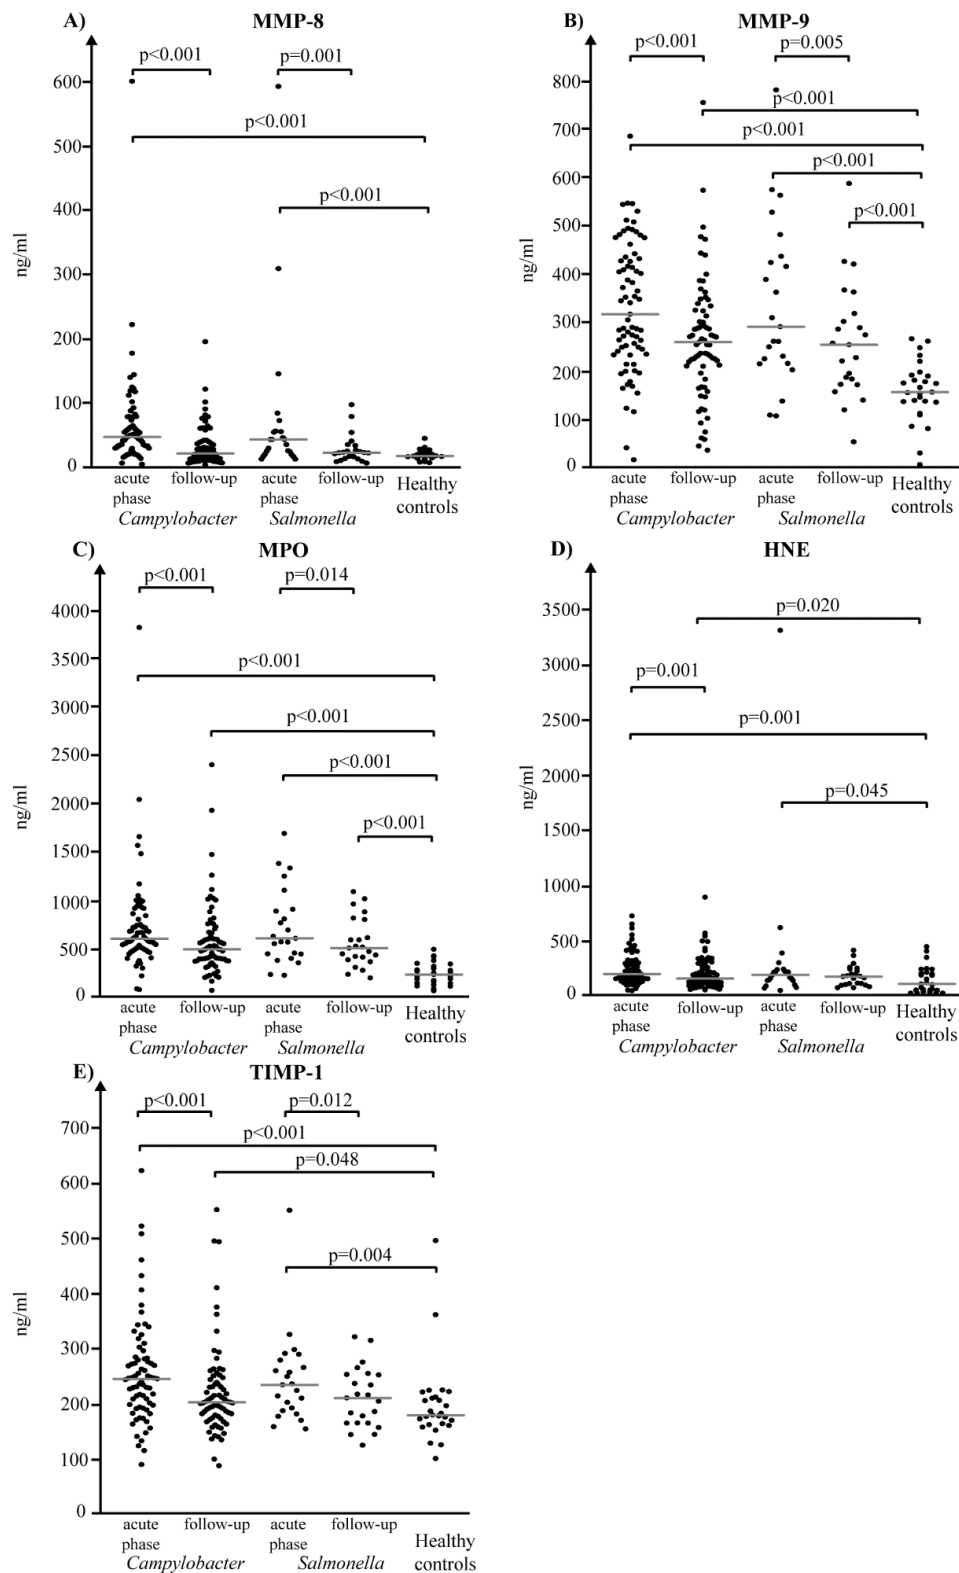 A) MMP-8
p<0.001
p=0.001
600
p<0.001
500
p<0.001
400
300
200
100
0
ng/ml
acute phase
follow-up
acute phase
follow-up
Healthy controls
Campylobacter
Salmonella
B) MMP-9
p<0.001
p=0.005
800
p<0.001
700
p<0.001
p<0.001
600
p<0.001
500
400
300
200
100
0
ng/ml
acute phase
follow-up
acute phase
follow-up
Healthy controls
Campylobacter
Salmonella
C) MPO
p<0.001
p=0.014
4000
3500
p<0.001
3000
p<0.001
2500
p<0.001
2000
p<0.001
1500
1000
500
0
ng/ml
acute phase
follow-up
acute phase
follow-up
Healthy controls
Campylobacter
Salmonella
D) HNE
3500
p=0.020
3000
p=0.001
2500
p=0.001
2000
p=0.045
1500
1000
500
0
ng/ml
acute phase
follow-up
acute phase
follow-up
Healthy controls
Campylobacter
Salmonella
E) TIMP-1
p<0.001
p=0.012
700
p<0.001
p=0.048
600
500
p=0.004
400
300
200
100
0
ng/ml
acute phase
follow-up
acute phase
follow-up
Healthy controls
Campylobacter
Salmonella